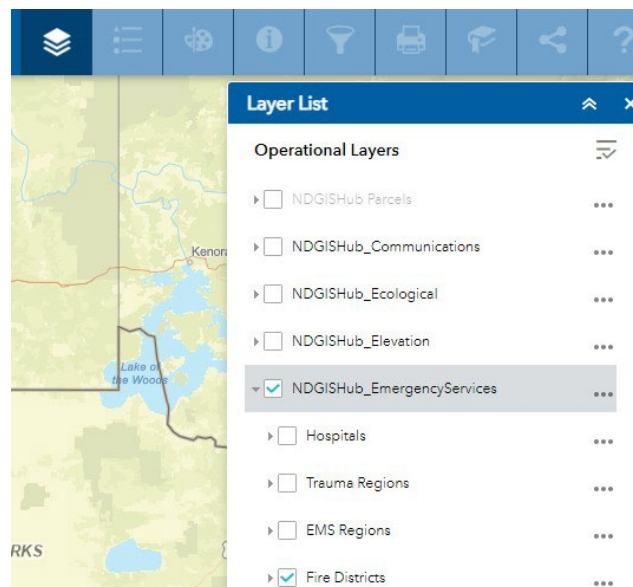 Layer List
Operational Layers
NDGISHub Parcels
NDGISHub_Communications
NDGISHub_Ecological
NDGISHub_Elevation
NDGISHub_EmergencyServices
Hospitals
Trauma Regions
EMS Regions
Fire Districts
Kenora
Lake of
the Woods
RKS